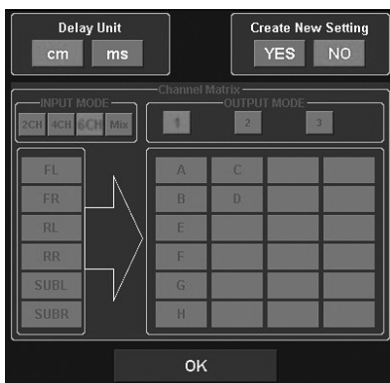 Delay Unit Create New Setting
cm ms YES NO
Channel Matrix
INPUT MODE OUTPUT MODE
2CH 4CH 6CH Mix 1 2 3
FL A C
FR B D
RL E
RR F
SUBL G
SUBR H
OK